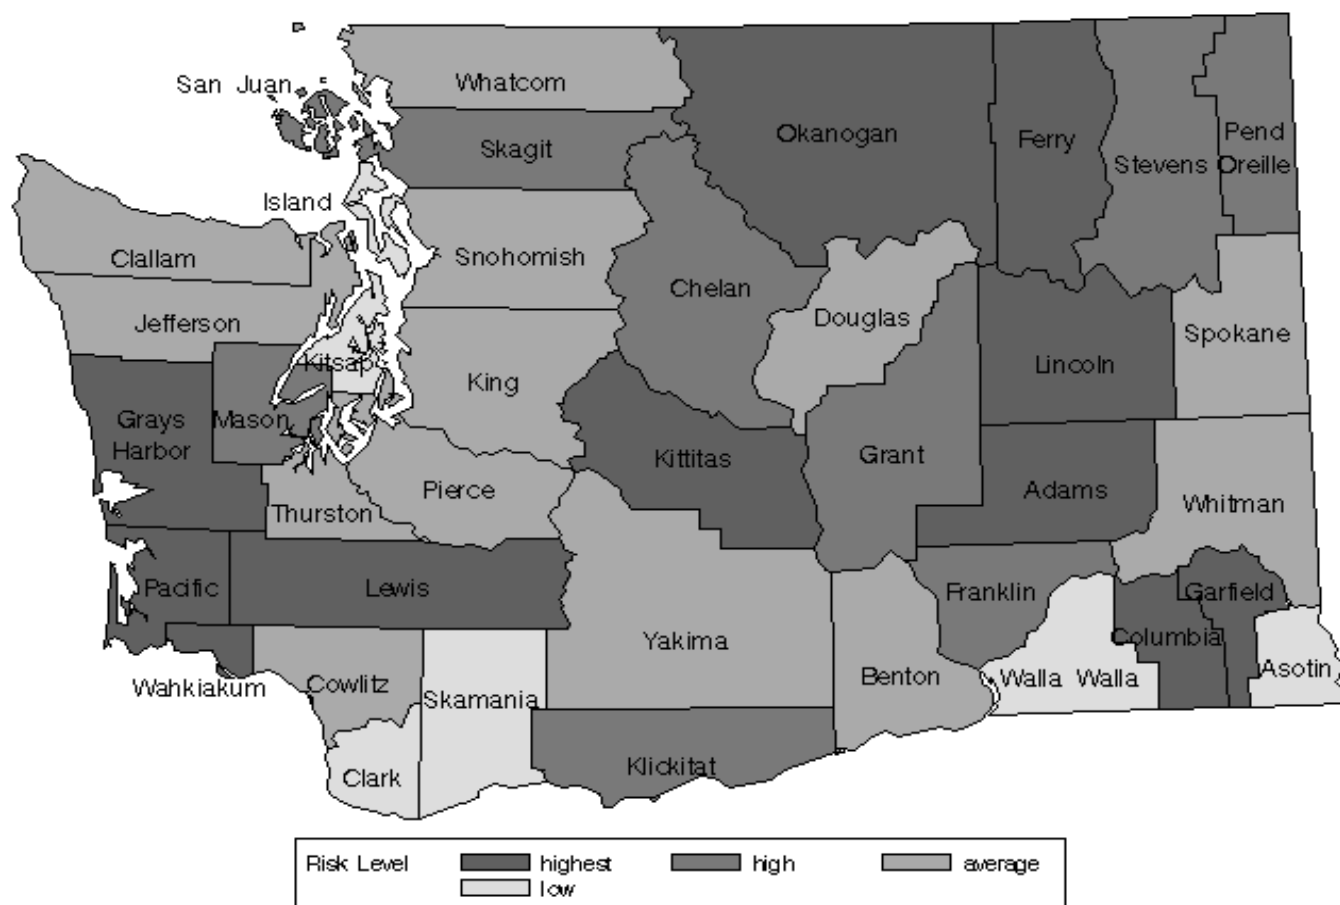 San Juan
Whatcom
Skagit
Okanogan
Ferry
Stevens
Pend
Oreille
Island
Clallam
Snohomish
Chelan
Jefferson
Douglas
Spokane
Kitsap
King
Lincoln
Grays
Harbor
Mason
Kittitas
Grant
Adams
Pierce
Whitman
Thurston
Pacific
Lewis
Franklin
Garfield
Columbia
Yakima
Wahkiakum
Cowlitz
Skamania
Benton
Walla Walla
Asotin
Clark
Klickitat
Risk Level highest high average
low